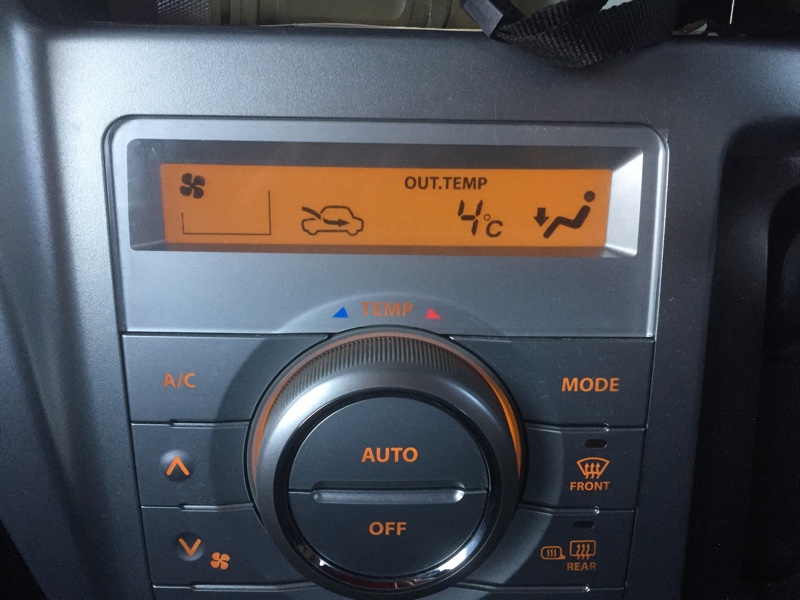 OUT.TEMP
4°C
TEMP
A/C
MODE
AUTO
FRONT
OFF
REAR